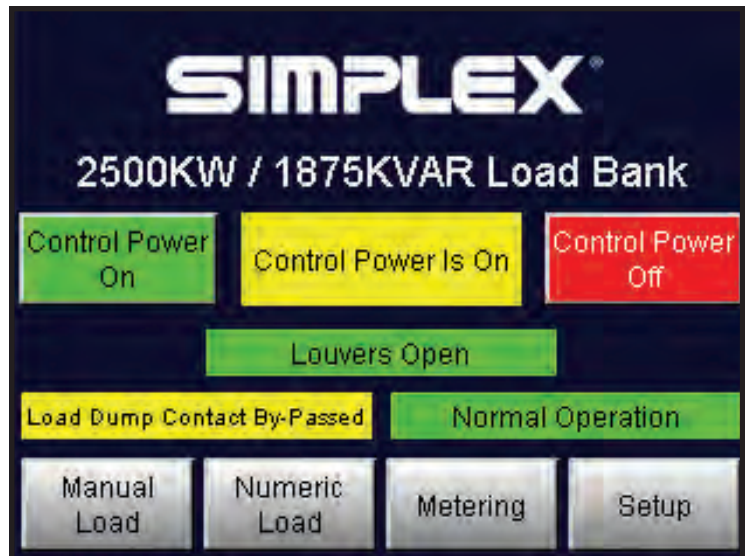 SIMPLEX®
2500KW / 1875KVAR Load Bank
Control Power
On
Control Power Is On
Control Power
Off
Louvers Open
Load Dump Contact By-Passed
Normal Operation
Manual
Load
Numeric
Load
Metering
Setup